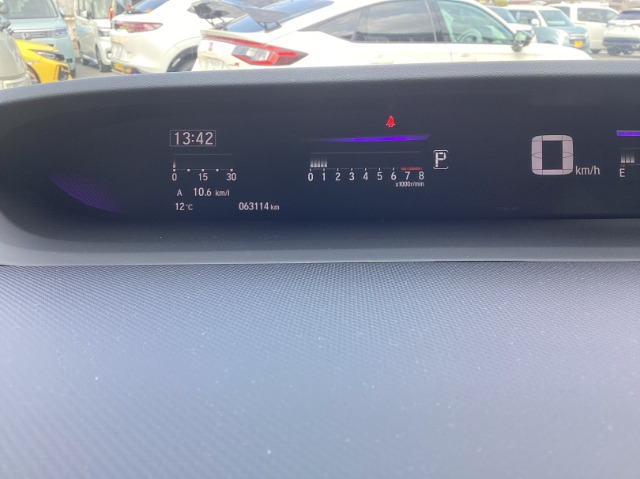 13:42
0 15 30
A 10.6 km/l
12°C 063114 km
0 1 2 3 4 5 6 7 8
x1000r/min
P
0 km/h
E